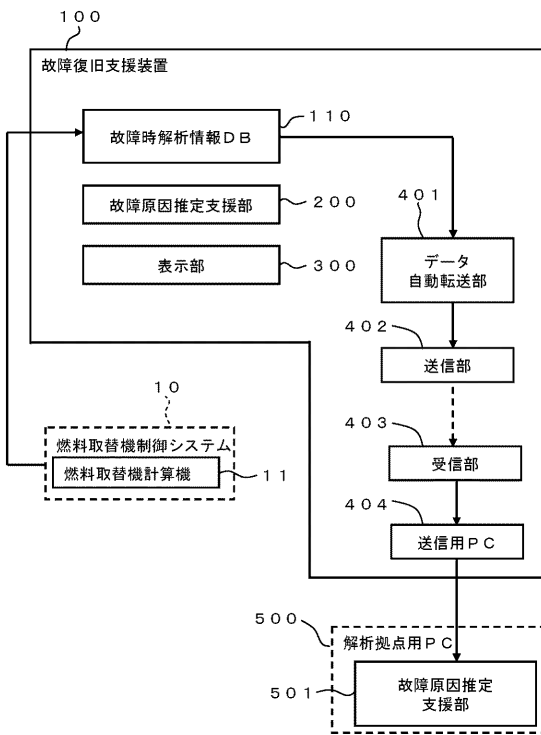 １００
故障復旧支援装置
故障時解析情報ＤＢ
１１０
故障原因推定支援部
２００
表示部
３００
４０１
データ
自動転送部
４０２
送信部
４０３
受信部
４０４
送信用ＰＣ
１０
燃料取替機制御システム
燃料取替機計算機
１１
５００
解析拠点用ＰＣ
５０１
故障原因推定
支援部